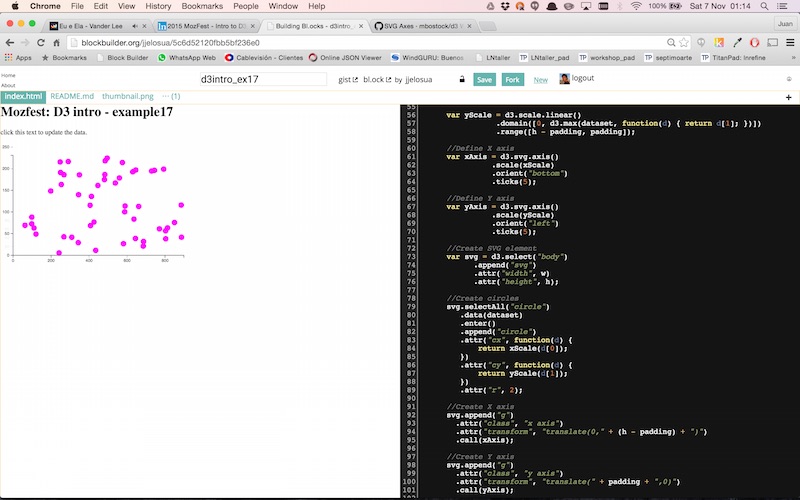 Chrome File Edit View History Bookmarks People Window Help 100% Sat 7 Nov 01:14
Eu e Ela - Vander Lee
2015 MozFest - Intro to D3
Building Blocks - d3intro_
SVG Axes · mbostock/d3 W
Juan
blockbuilder.org/jjelosua/5c6d52120fbb5bf236e0
Apps Bookmarks Block Builder WhatsApp Web Cablevisión - Clientes Online JSON Viewer WindGURU: Buenos LNtailer LNtailer_pad workshop_pad septimoarte TitanPad: Inrefine
Home
About
d3intro_ex17
gist bl.ock by jjelosua
Save
Fork
New
logout
index.html README.md thumbnail.png ··· (1)
+
Mozfest: D3 intro - example17
click this text to update the data.
250
200
150
100
50
0
0 200 400 600 800
55
56 var yScale = d3.scale.linear()
57 .domain([0, d3.max(dataset, function(d) { return d[1]; })])
58 .range([h - padding, padding]);
59
60 //Define X axis
61 var xAxis = d3.svg.axis()
62 .scale(xScale)
63 .orient("bottom")
64 .ticks(5);
65
66 //Define Y axis
67 var yAxis = d3.svg.axis()
68 .scale(yScale)
69 .orient("left")
70 .ticks(5);
71
72 //Create SVG element
73 var svg = d3.select("body")
74 .append("svg")
75 .attr("width", w)
76 .attr("height", h);
77
78 //Create circles
79 svg.selectAll("circle")
80 .data(dataset)
81 .enter()
82 .append("circle")
83 .attr("cx", function(d) {
84 return xScale(d[0]);
85 })
86 .attr("cy", function(d) {
87 return yScale(d[1]);
88 })
89 .attr("r", 2);
90
91 //Create X axis
92 svg.append("g")
93 .attr("class", "x axis")
94 .attr("transform", "translate(0," + (h - padding) + ")")
95 .call(xAxis);
96
97 //Create Y axis
98 svg.append("g")
99 .attr("class", "y axis")
100 .attr("transform", "translate(" + padding + ",0)")
101 .call(yAxis);